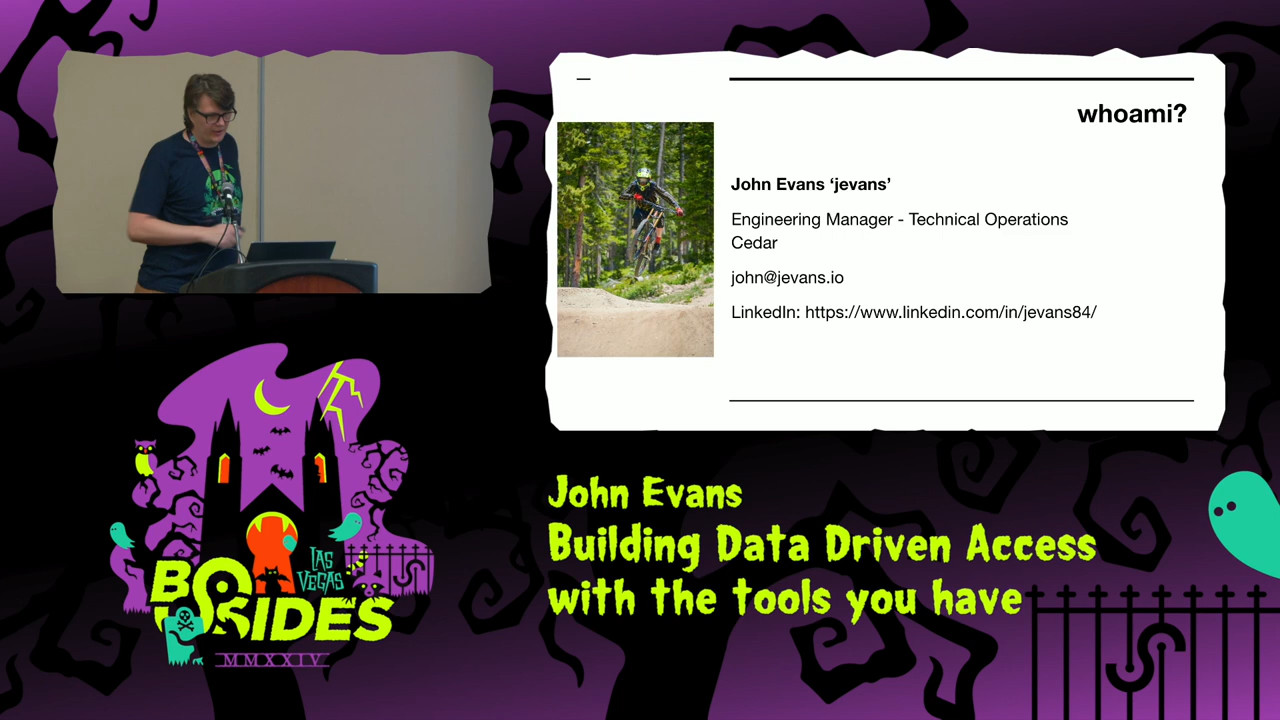 whoami?
John Evans ‘jevans’
Engineering Manager - Technical Operations
Cedar
john@jevans.io
LinkedIn: https://www.linkedin.com/in/jevans84/
LAS
VEGAS
BSIDES
MMXXIV
John Evans
Building Data Driven Access
with the tools you have